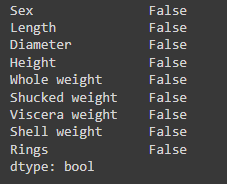 Sex False
Length False
Diameter False
Height False
Whole weight False
Shucked weight False
Viscera weight False
Shell weight False
Rings False
dtype: bool